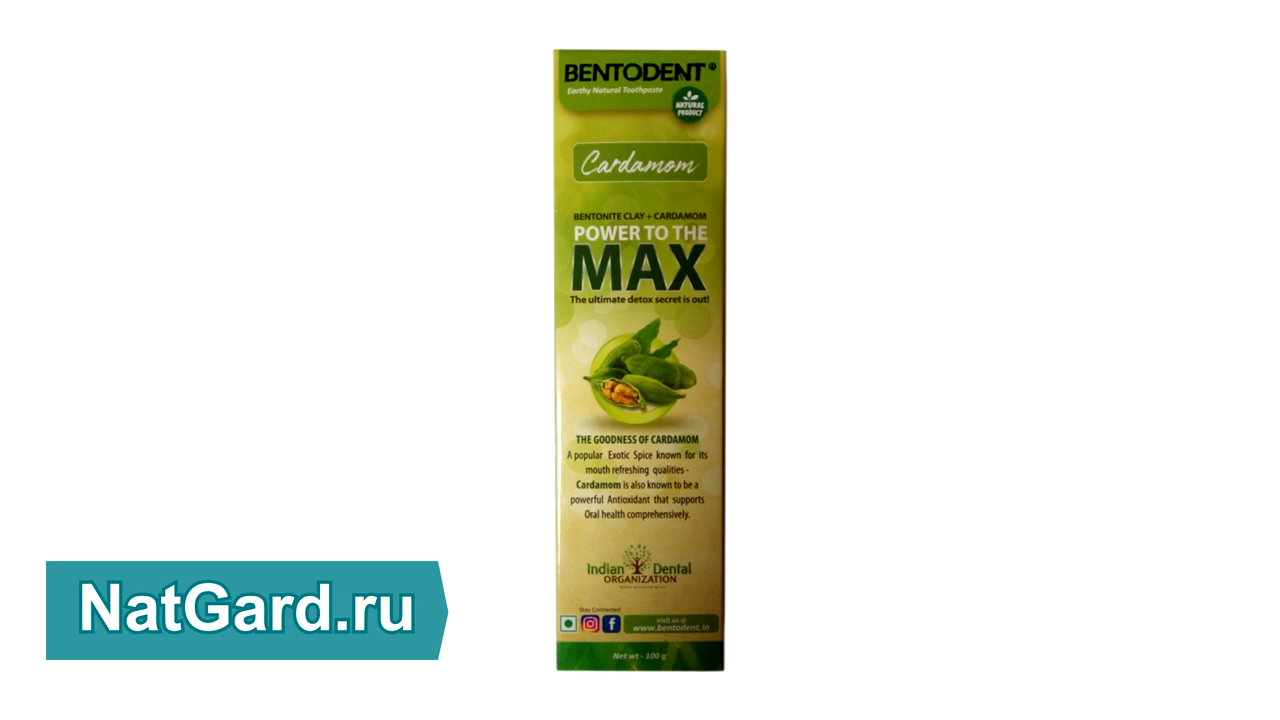 BENTODENT
Earthy Natural Toothpaste
NATURAL
PRODUCT
Cardamom
BENTONITE CLAY + CARDAMOM
POWER TO THE
MAX
The ultimate detox secret is out!
THE GOODNESS OF CARDAMOM
A popular Exotic Spice known for its
mouth refreshing qualities -
Cardamom is also known to be a
powerful Antioxidant that supports
Oral health comprehensively.
Indian Dental
ORGANIZATION
Stay Connected
visit us @
www.bentodent.in
Net wt - 100 g
NatGard.ru